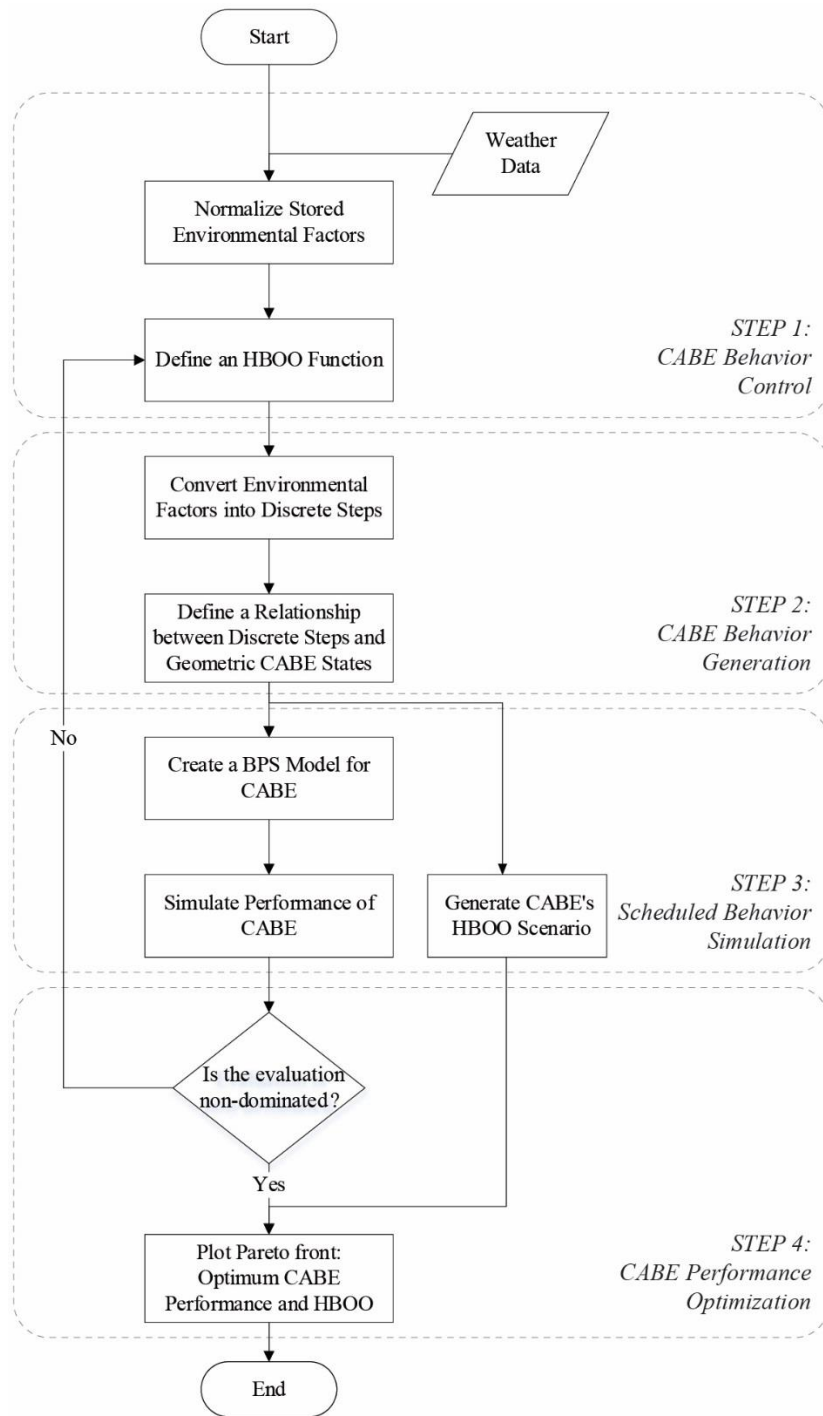 Start
Weather
Data
Normalize Stored
Environmental Factors
Define an HBOO Function
STEP 1:
CABE Behavior
Control
Convert Environmental
Factors into Discrete Steps
Define a Relationship
between Discrete Steps and
Geometric CABE States
STEP 2:
CABE Behavior
Generation
No
Create a BPS Model for
CABE
Simulate Performance of
CABE
Generate CABE's
HBOO Scenario
STEP 3:
Scheduled Behavior
Simulation
Is the evaluation
non-dominated?
Yes
Plot Pareto front:
Optimum CABE
Performance and HBOO
STEP 4:
CABE Performance
Optimization
End